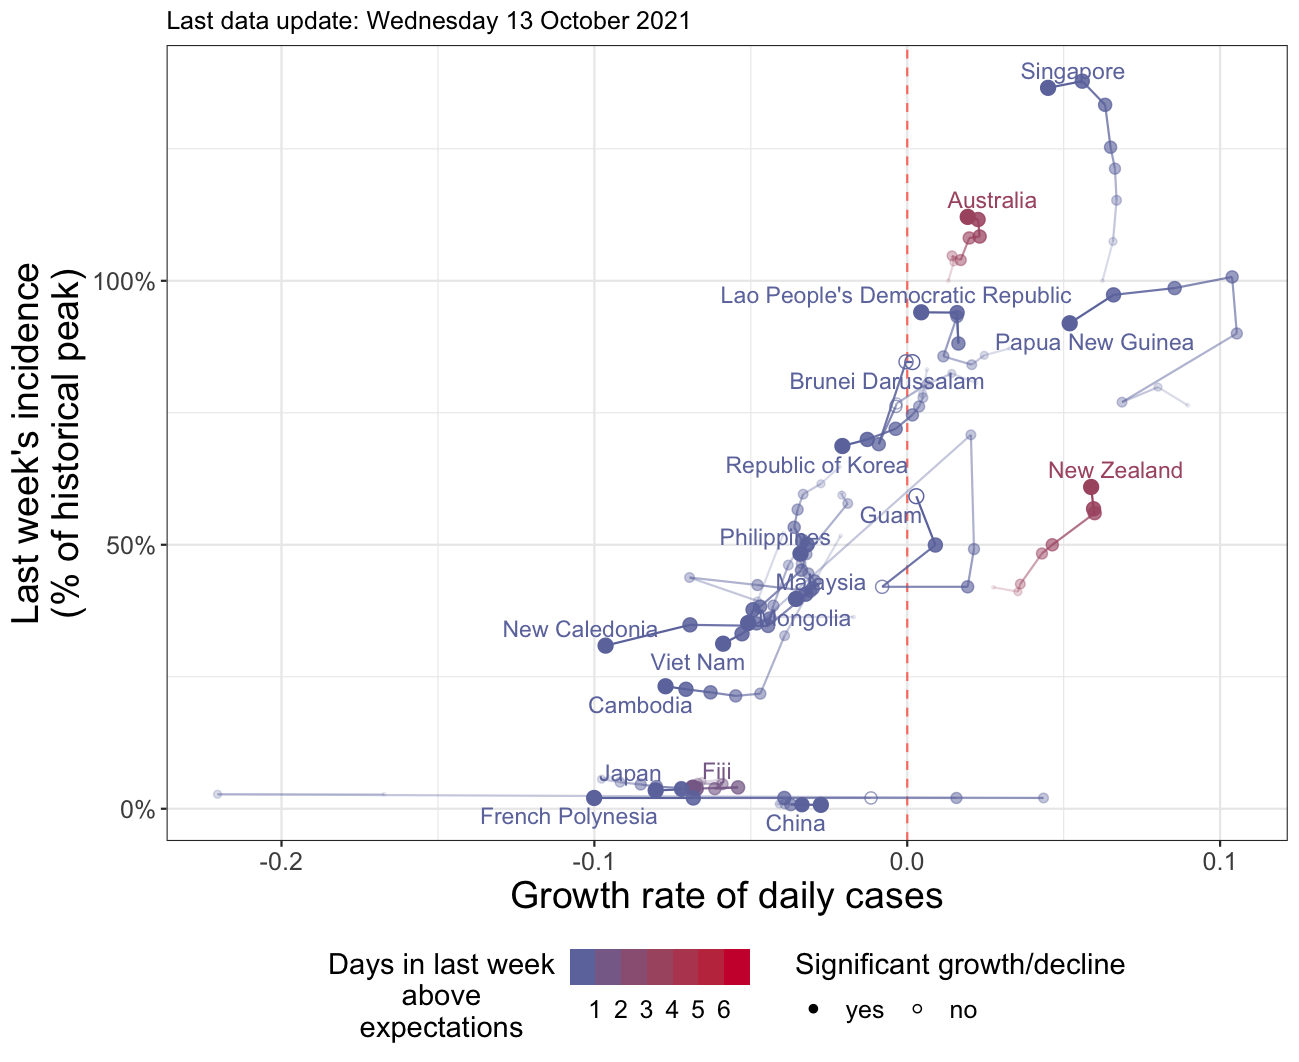 Last data update: Wednesday 13 October 2021
Last week's incidence
(% of historical peak)
100%
50%
0%
Singapore
Australia
Lao People's Democratic Republic
Papua New Guinea
Brunei Darussalam
Republic of Korea
New Zealand
Guam
Philippines
Malaysia
Mongolia
New Caledonia
Viet Nam
Cambodia
Japan
Fiji
French Polynesia
China
-0.2
-0.1
0.0
0.1
Growth rate of daily cases
Days in last week
above
expectations
1 2 3 4 5 6
Significant growth/decline
yes no